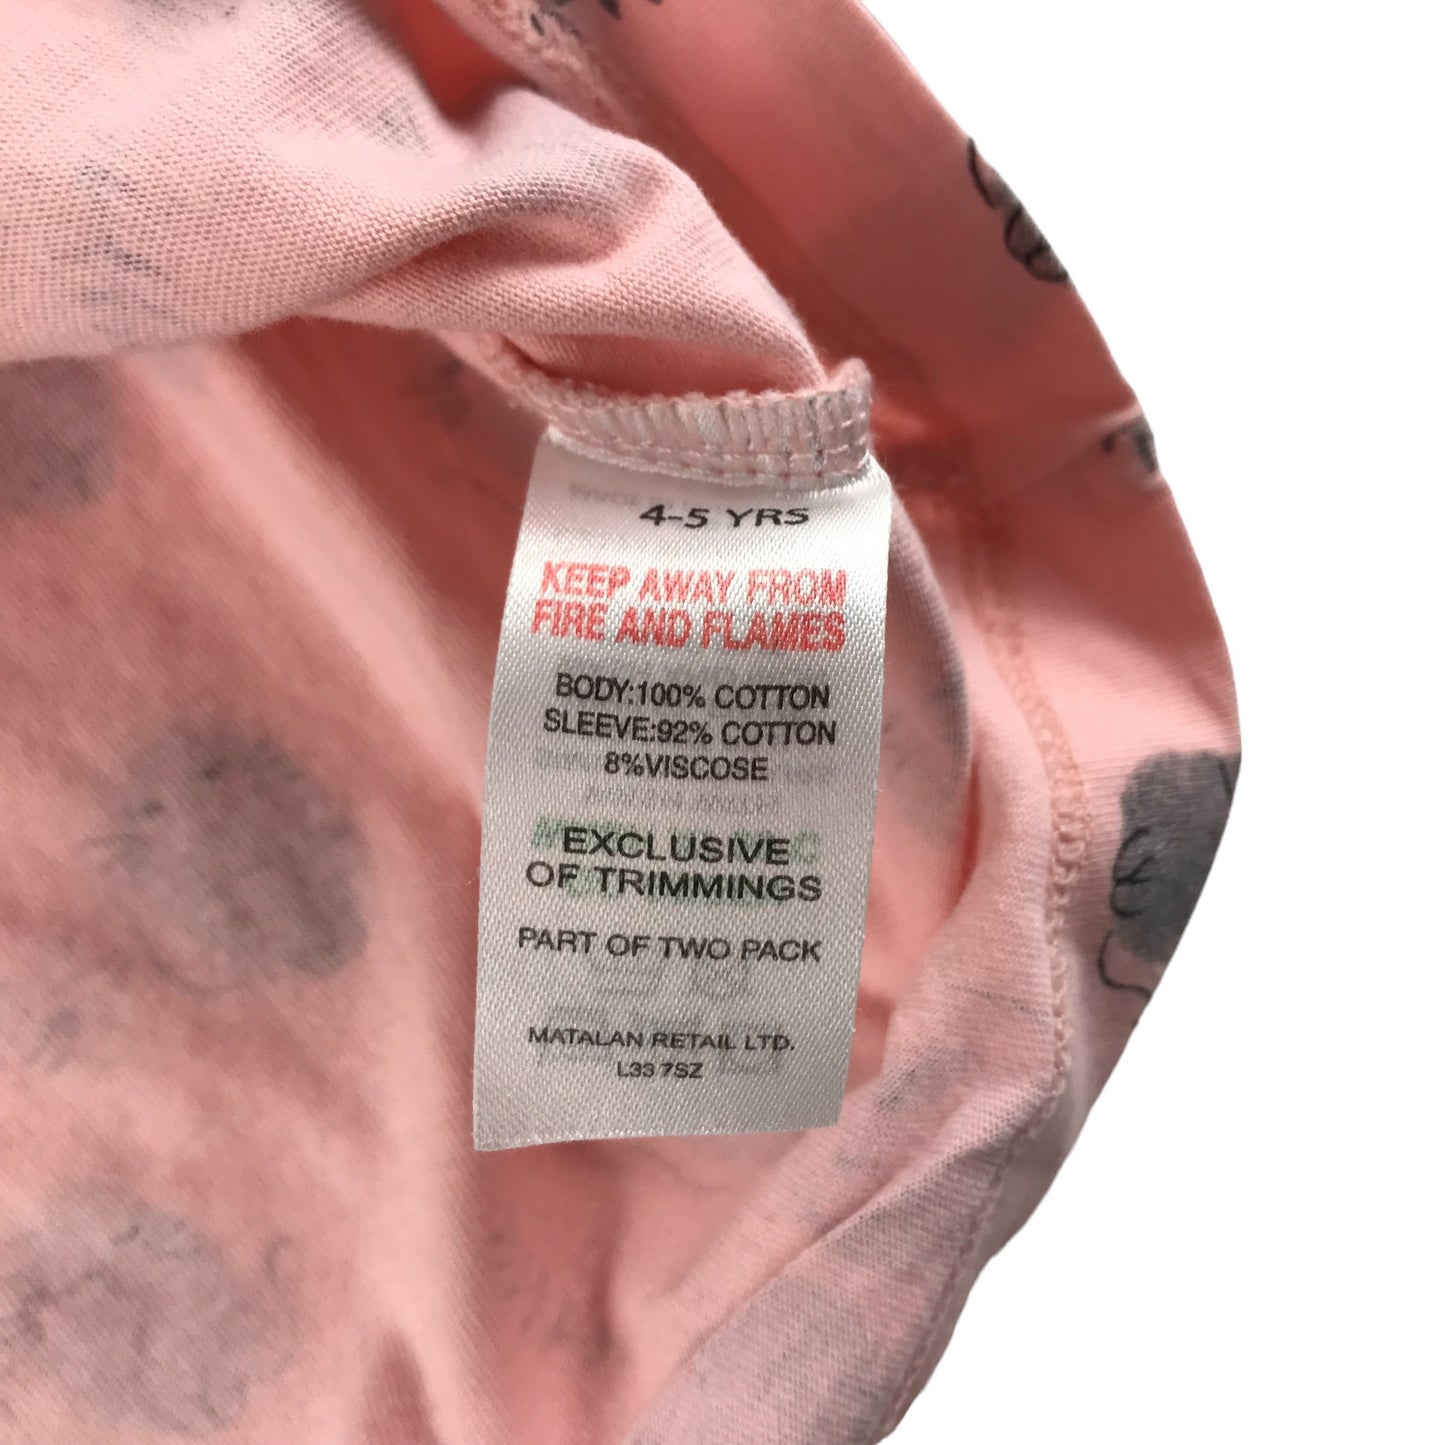 4-5 YRS
KEEP AWAY FROM
FIRE AND FLAMES
BODY:100% COTTON
SLEEVE:92% COTTON
8%VISCOSE
EXCLUSIVE
OF TRIMMINGS
PART OF TWO PACK
MATALAN RETAIL LTD.
L33 7SZ